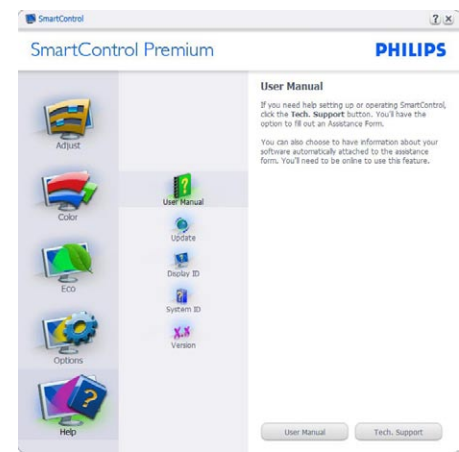 SmartControl
SmartControl Premium
PHILIPS
Adjust
Color
Eco
Options
Help
User Manual
Update
Display ID
System ID
X.X
Version
User Manual
If you need help setting up or operating SmartControl,
click the Tech. Support button. You'll have the
option to fill out an Assistance Form.
You can also choose to have information about your
software automatically attached to the assistance
form. You'll need to be online to use this feature.
User Manual
Tech. Support